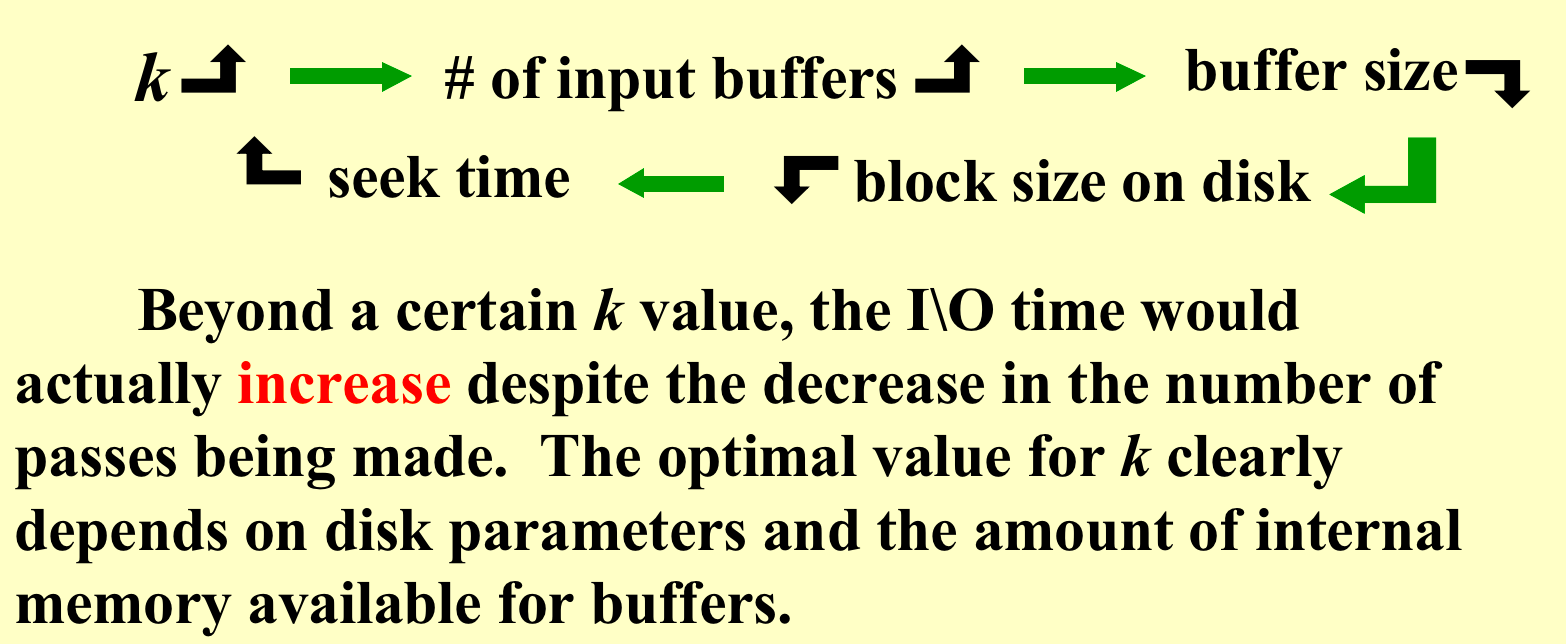 k # of input buffers buffer size
seek time block size on disk
Beyond a certain k value, the I\O time would
actually increase despite the decrease in the number of
passes being made. The optimal value for k clearly
depends on disk parameters and the amount of internal
memory available for buffers.